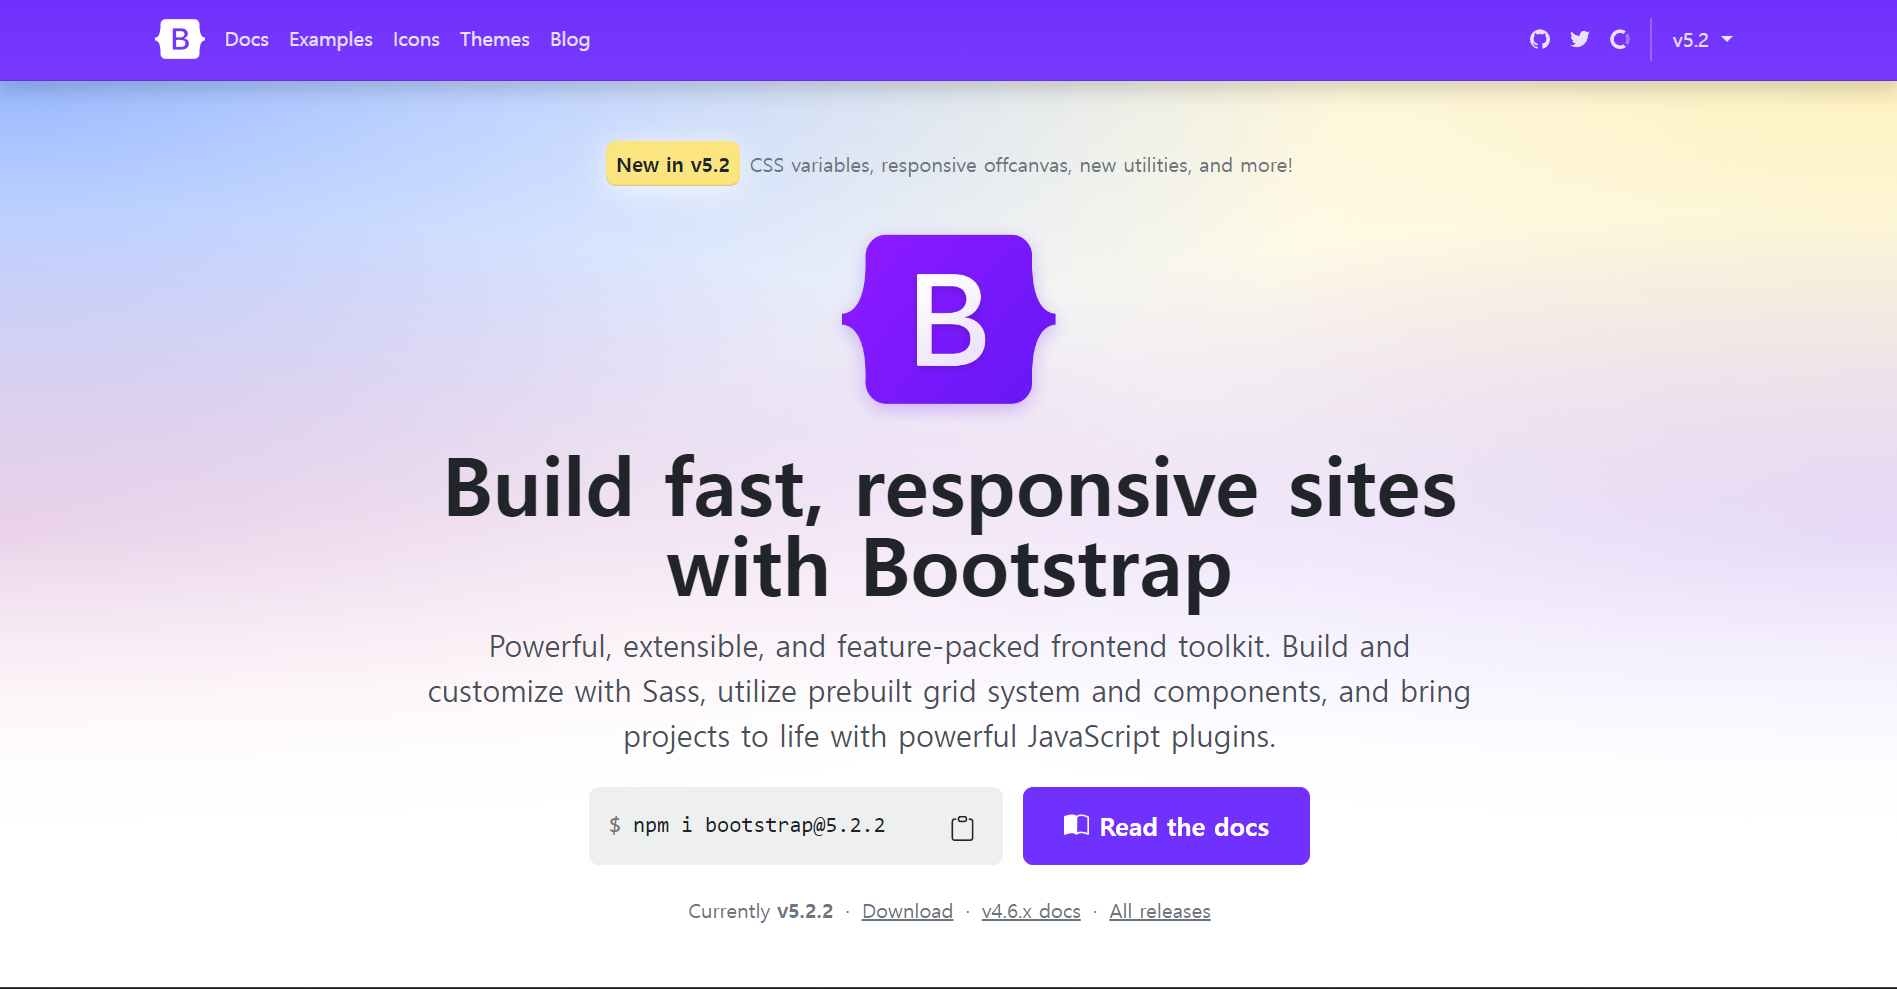 B Docs Examples Icons Themes Blog v5.2
New in v5.2 CSS variables, responsive offcanvas, new utilities, and more!
B
Build fast, responsive sites
with Bootstrap
Powerful, extensible, and feature-packed frontend toolkit. Build and
customize with Sass, utilize prebuilt grid system and components, and bring
projects to life with powerful JavaScript plugins.
$ npm i bootstrap@5.2.2 Read the docs
Currently v5.2.2 · Download · v4.6.x docs · All releases